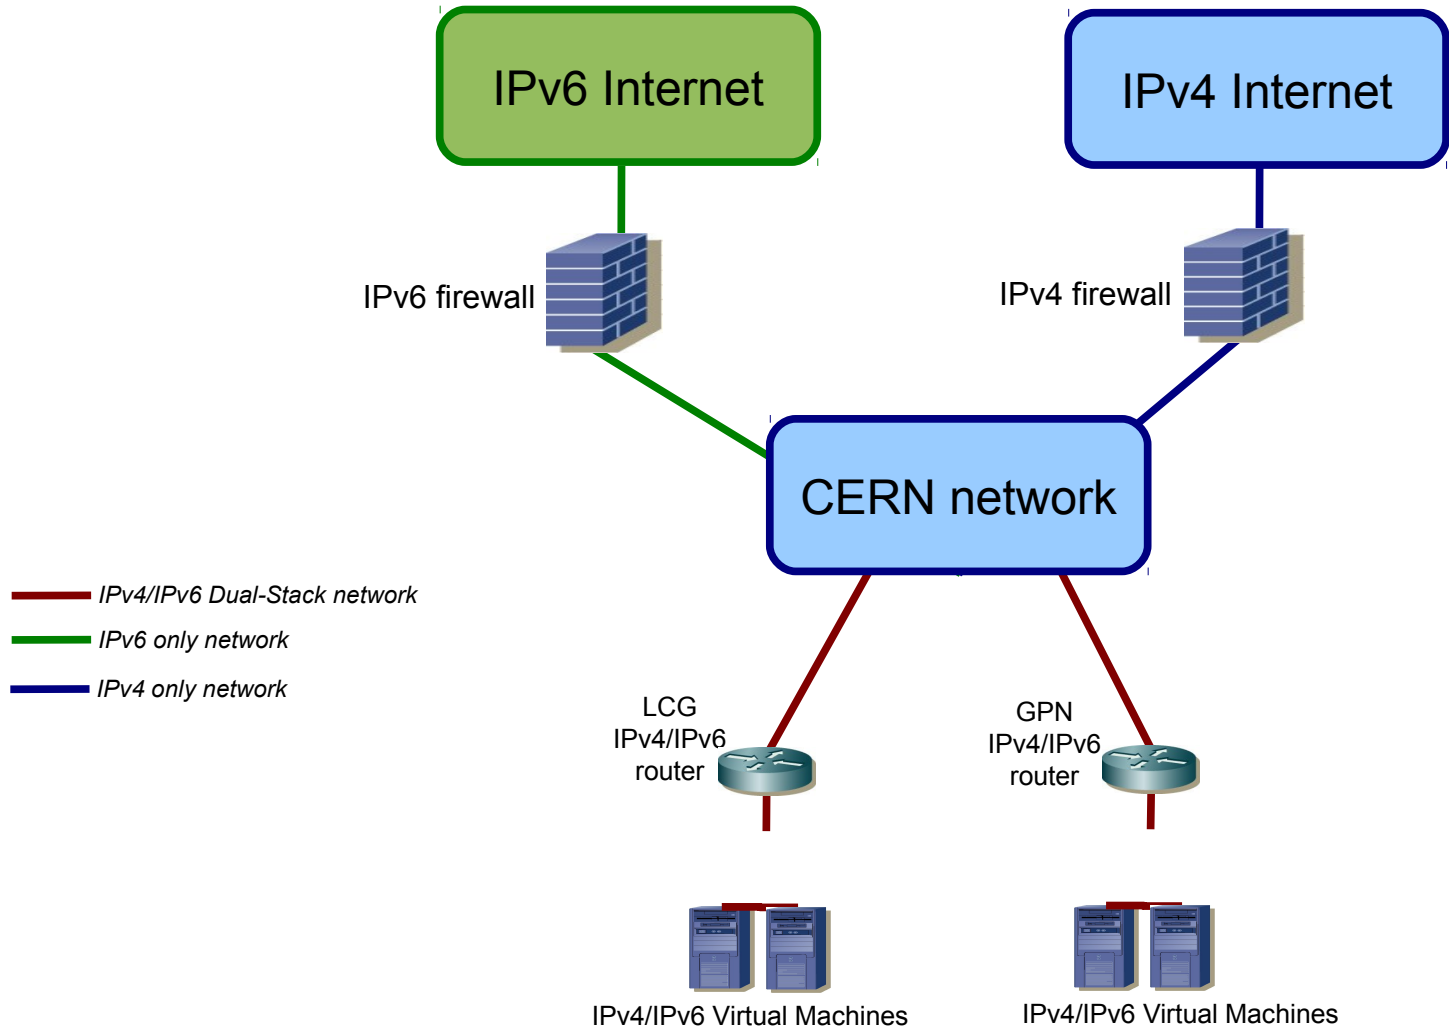 IPv6 Internet
IPv4 Internet
IPv6 firewall
IPv4 firewall
CERN network
IPv4/IPv6 Dual-Stack network
IPv6 only network
IPv4 only network
LCG
IPv4/IPv6
router
GPN
IPv4/IPv6
router
IPv4/IPv6 Virtual Machines
IPv4/IPv6 Virtual Machines